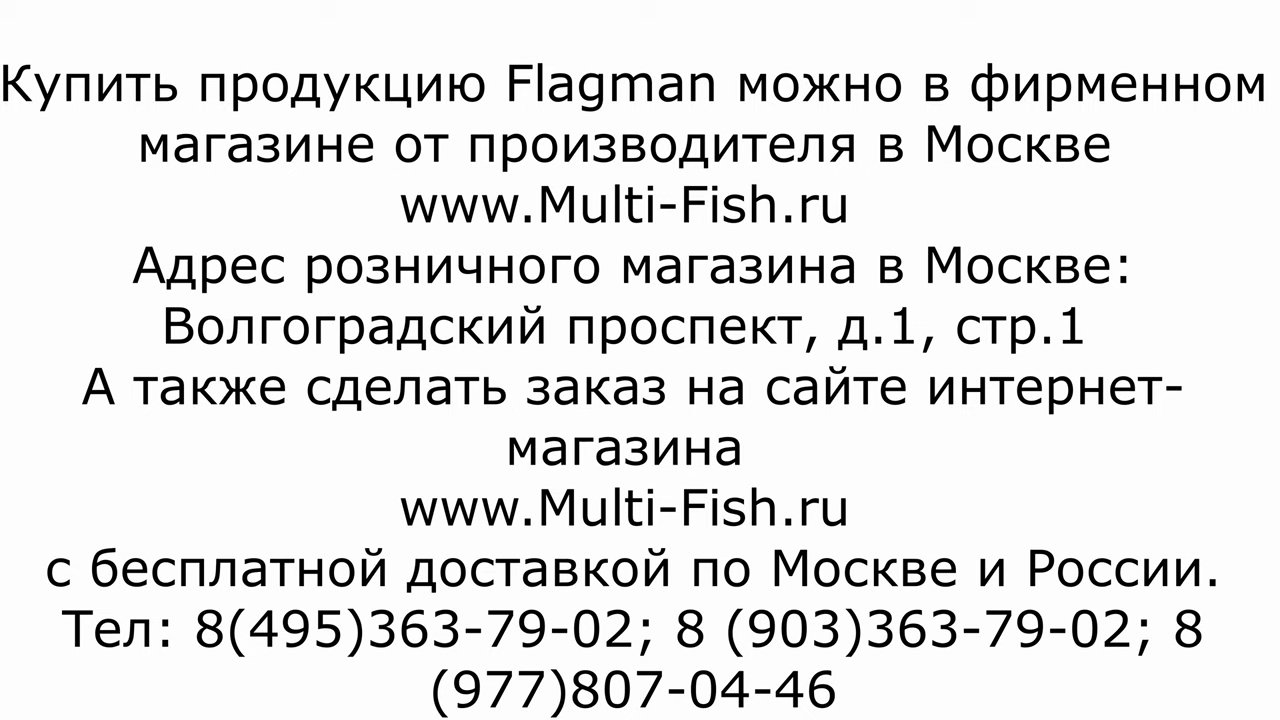 Купить продукцию Flagman можно в фирменном
магазине от производителя в Москве
www.Multi-Fish.ru
Адрес розничного магазина в Москве:
Волгоградский проспект, д.1, стр.1
А также сделать заказ на сайте интернет-
магазина
www.Multi-Fish.ru
с бесплатной доставкой по Москве и России.
Тел: 8(495)363-79-02; 8 (903)363-79-02; 8
(977)807-04-46